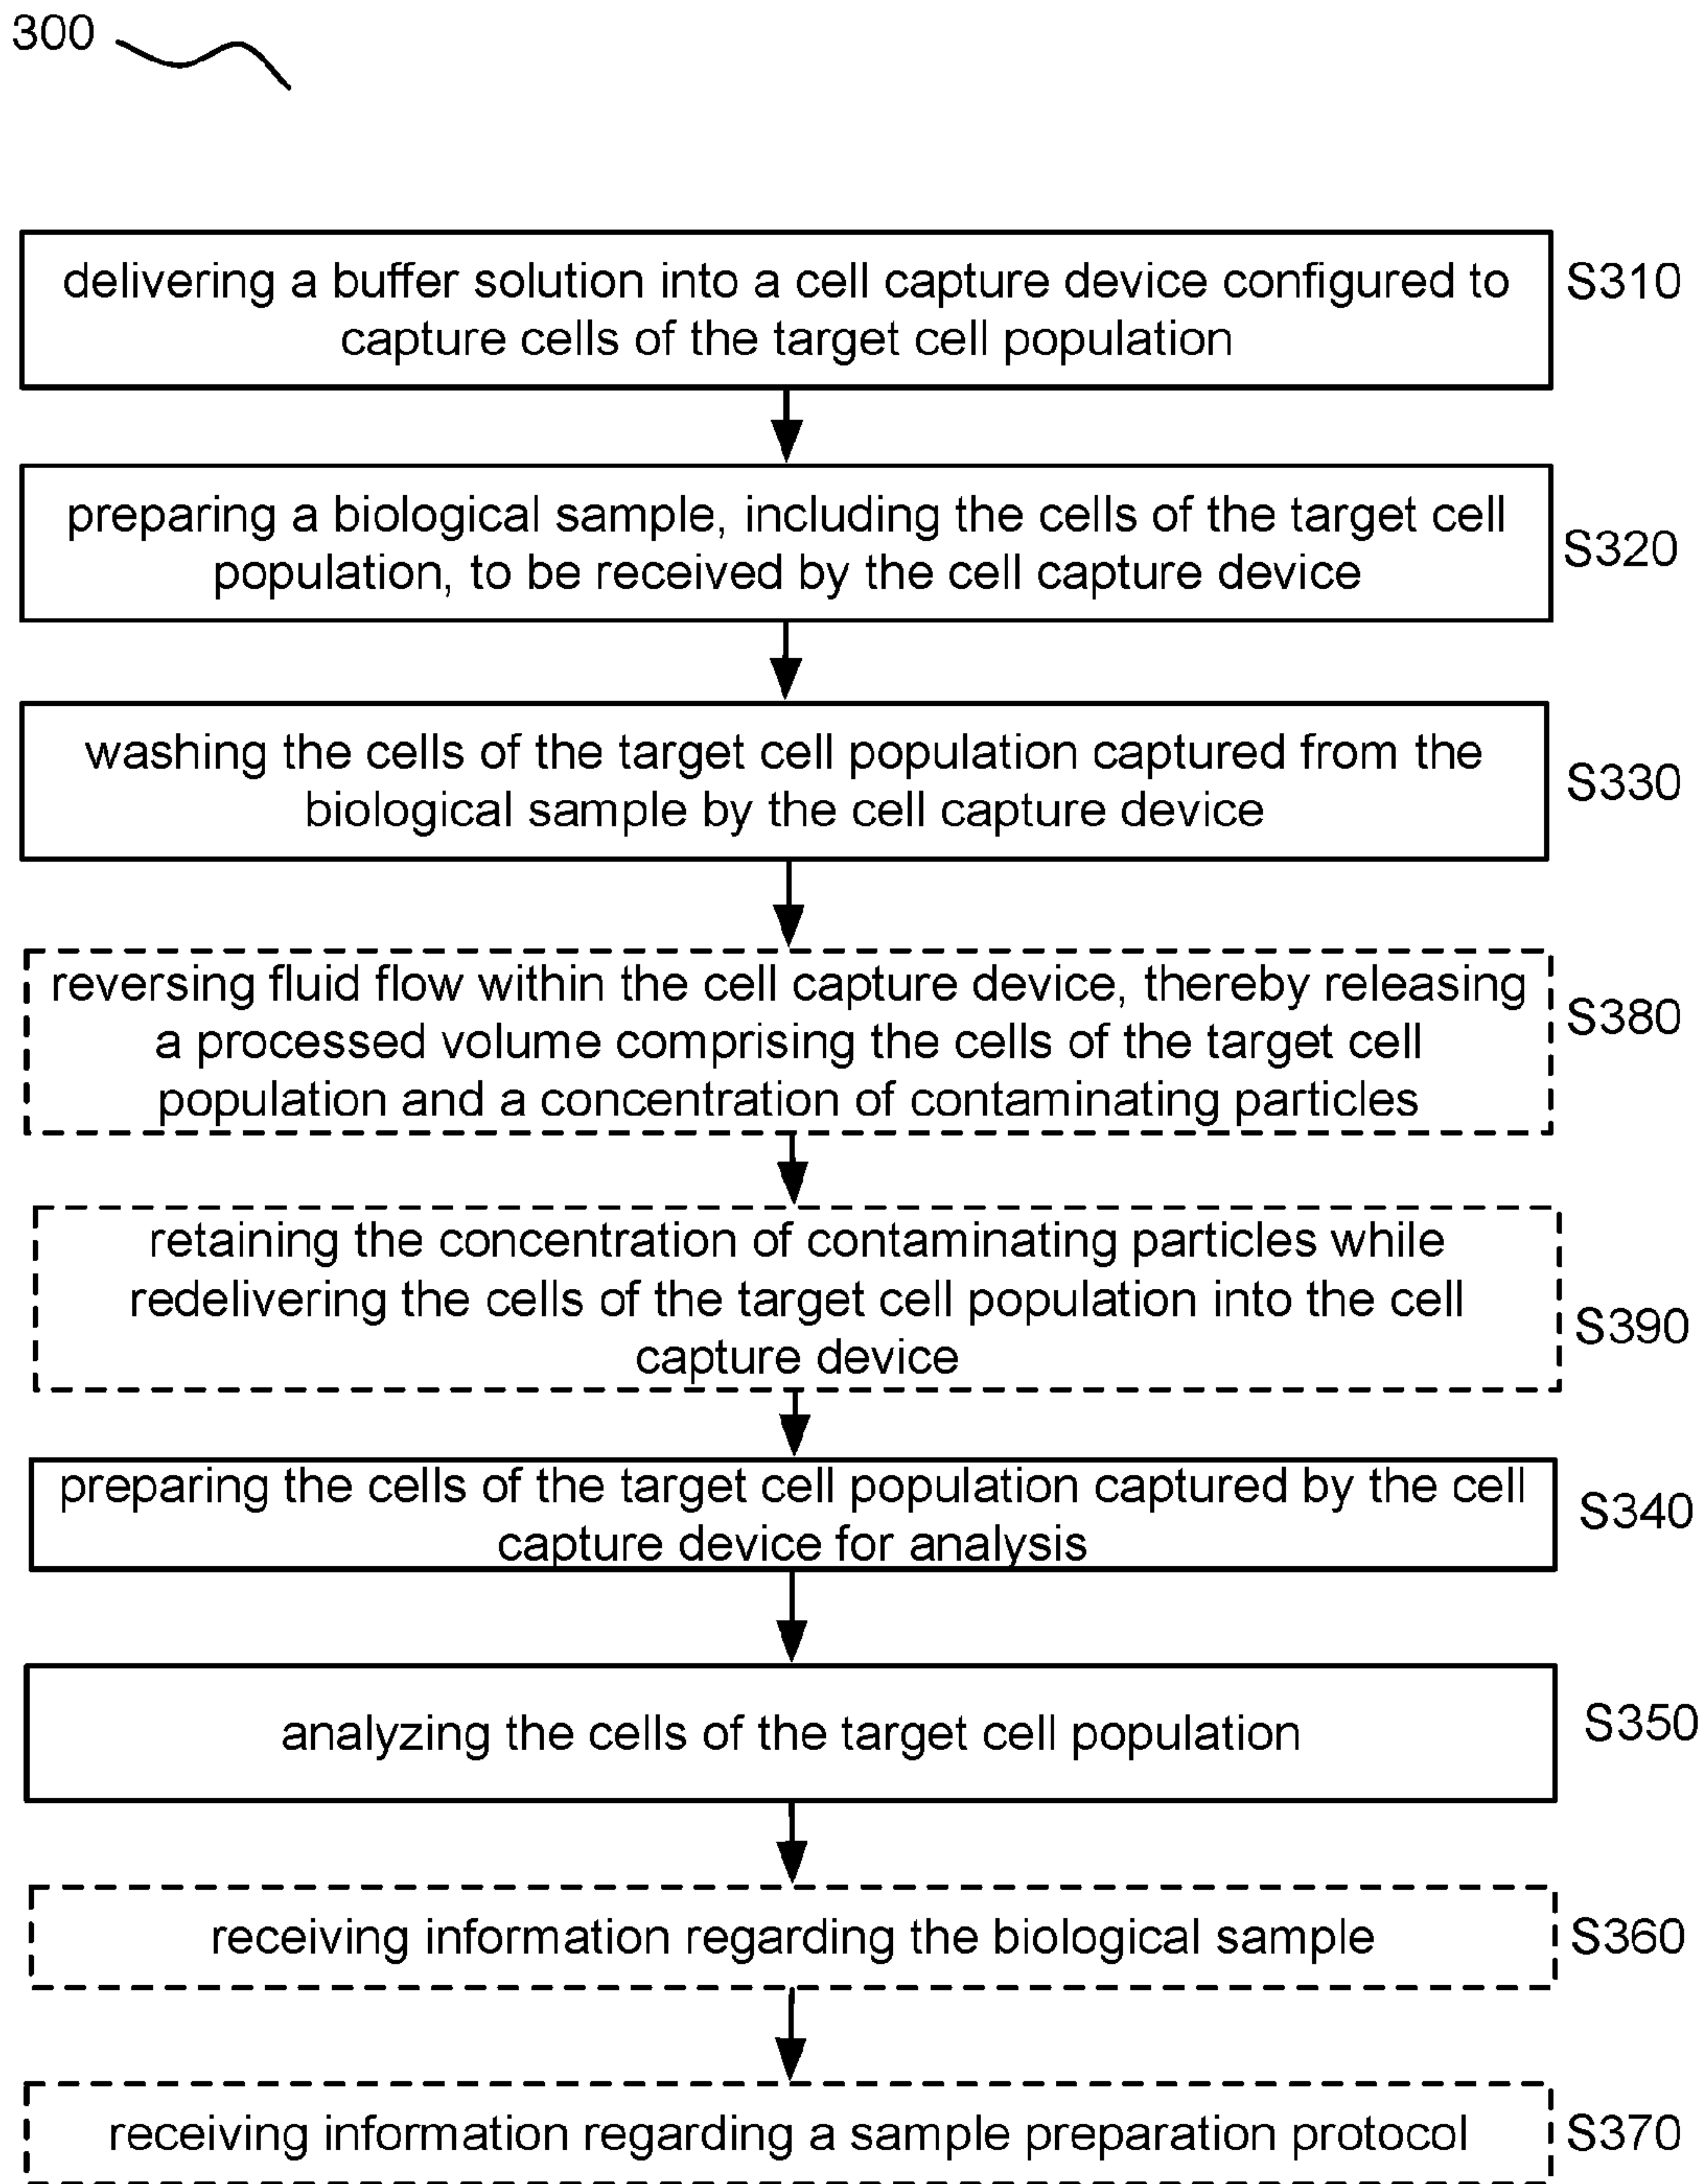 300
delivering a buffer solution into a cell capture device configured to
capture cells of the target cell population
S310
preparing a biological sample, including the cells of the target cell
population, to be received by the cell capture device
S320
washing the cells of the target cell population captured from the
biological sample by the cell capture device
S330
reversing fluid flow within the cell capture device, thereby releasing
a processed volume comprising the cells of the target cell
population and a concentration of contaminating particles
S380
retaining the concentration of contaminating particles while
redelivering the cells of the target cell population into the cell
capture device
S390
preparing the cells of the target cell population captured by the cell
capture device for analysis
S340
analyzing the cells of the target cell population
S350
receiving information regarding the biological sample
S360
receiving information regarding a sample preparation protocol
S370